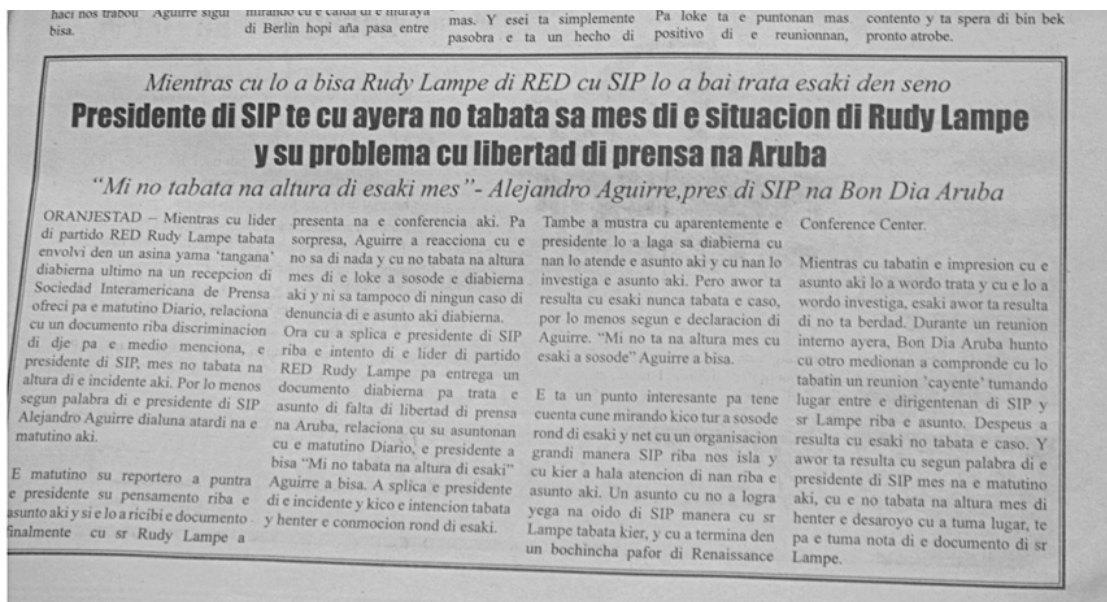 haci nos trabou" Aguirre sigui
bisa.
mirando cu e caida di e muraya
di Berlin hopi aña pasa entre
mas. Y esei ta simplemente
pasobra e ta un hecho di
Pa loke ta e puntonan mas
positivo di e reunionnan,
contento y ta spera di bin bek
pronto atrobe.
Mientras cu lo a bisa Rudy Lampe di RED cu SIP lo a bai trata esaki den seno
Presidente di SIP te cu ayera no tabata sa mes di e situacion di Rudy Lampe
y su problema cu libertad di prensa na Aruba
"Mi no tabata na altura di esaki mes"- Alejandro Aguirre,pres di SIP na Bon Dia Aruba
ORANJESTAD – Mientras cu lider
di partido RED Rudy Lampe tabata
envolvi den un asina yama 'tangana'
diabierna ultimo na un recepcion di
Sociedad Interamericana de Prensa
ofreci pa e matutino Diario, relaciona
cu un documento riba discriminacion
di dje pa e medio menciona, e
presidente di SIP, mes no tabata na
altura di e incidente aki. Por lo menos
segun palabra di e presidente di SIP
Alejandro Aguirre dialuna atardi na e
matutino aki.
E matutino su reportero a puntra
e presidente su pensamento riba e
asunto aki y si e lo a ricibi e documento
finalmente cu sr Rudy Lampe a
presenta na e conferencia aki. Pa
sorpresa, Aguirre a reacciona cu e
no sa di nada y cu no tabata na altura
mes di e loke a sosode e diabierna
aki y ni sa tampoco di ningun caso di
denuncia di e asunto aki diabierna.
Ora cu a splica e presidente di SIP
riba e intento di e lider di partido
RED Rudy Lampe pa entrega un
documento diabierna pa trata e
asunto di falta di libertad di prensa
na Aruba, relaciona cu su asuntonan
cu e matutino Diario, e presidente a
bisa "Mi no tabata na altura di esaki"
Aguirre a bisa. A splica e presidente
di e incidente y kico e intencion tabata
y henter e conmocion rond di esaki.
Tambe a mustra cu aparentemente e
presidente lo a laga sa diabierna cu
nan lo atende e asunto aki y cu nan lo
investiga e asunto aki. Pero awor ta
resulta cu esaki nunca tabata e caso,
por lo menos segun e declaracion di
Aguirre. "Mi no ta na altura mes cu
esaki a sosode" Aguirre a bisa.
E ta un punto interesante pa tene
cuenta cune mirando kico tur a sosode
rond di esaki y net cu un organisacion
grandi manera SIP riba nos isla y
cu kier a hala atencion di nan riba e
asunto aki. Un asunto cu no a logra
yega na oido di SIP manera cu sr
Lampe tabata kier, y cu a termina den
un bochincha pafor di Renaissance
Conference Center.
Mientras cu tabatin e impresion cu e
asunto aki lo a wordo trata y cu e lo a
wordo investiga, esaki awor ta resulta
di no ta berdad. Durante un reunion
interno ayera, Bon Dia Aruba hunto
cu otro medionan a compronde cu lo
tabatin un reunion 'cayente' tumando
lugar entre e dirigentenan di SIP y
sr Lampe riba e asunto. Despues a
resulta cu esaki no tabata e caso. Y
awor ta resulta cu segun palabra di e
presidente di SIP mes na e matutino
aki, cu e no tabata na altura mes di
henter e desaroyo cu a tuma lugar, te
pa e tuma nota di e documento di sr
Lampe.